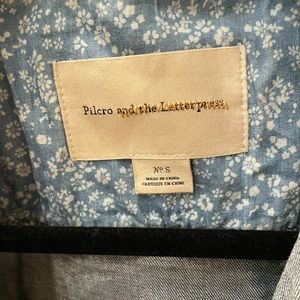 Pilcro and the Letterpress
Nº S
MADE IN CHINA
FABRIQUÉ EN CHINE